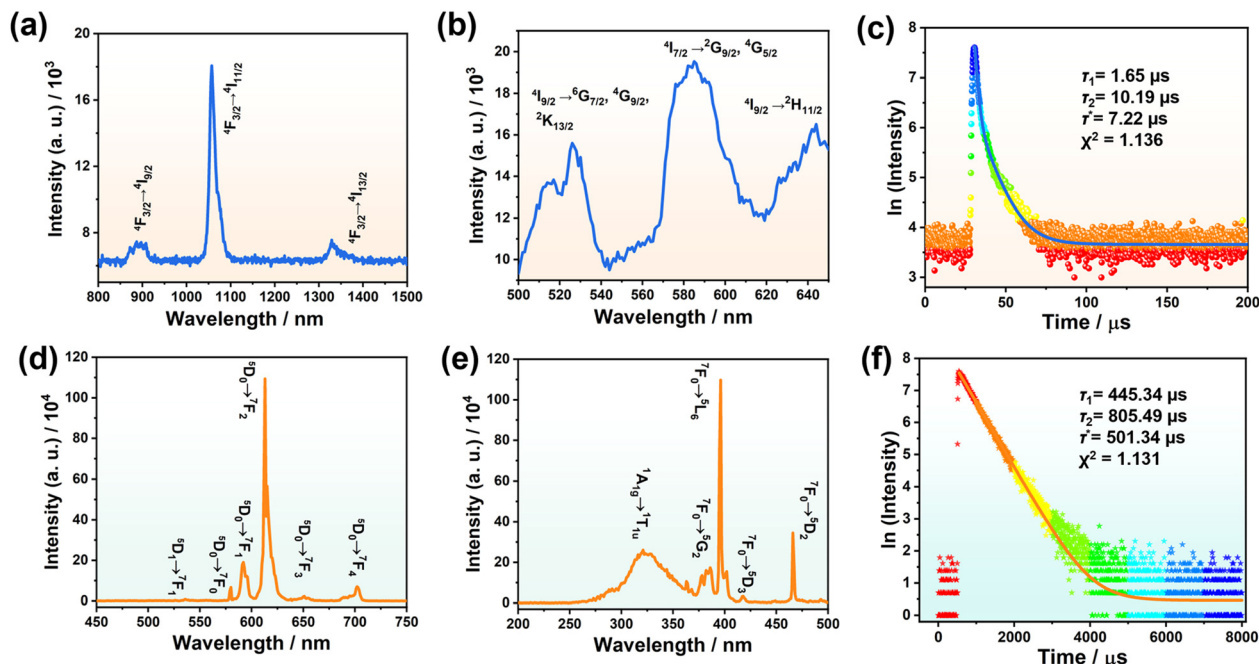 (a)
Intensity (a. u.) / 10³
20
16
12
8
⁴F₃/₂→⁴I₉/₂
⁴F₃/₂→⁴I₁₁/₂
⁴F₃/₂→⁴I₁₃/₂
800 900 1000 1100 1200 1300 1400 1500
Wavelength / nm
(b)
Intensity (a. u.) / 10³
20
19
18
16
14
13
12
10
9
⁴I₇/₂→²G₉/₂, ⁴G₅/₂
⁴I₉/₂→⁶G₇/₂, ⁴G₉/₂,
²K₁₃/₂
⁴I₉/₂→²H₁₁/₂
500 520 540 560 580 600 620 640
Wavelength / nm
(c)
ln (Intensity)
8
7
6
5
4
3
τ₁= 1.65 μs
τ₂= 10.19 μs
τ*= 7.22 μs
χ² = 1.136
0 50 100 150 200
Time / μs
(d)
Intensity (a. u.) / 10⁴
120
100
80
60
40
20
0
⁵D₁→⁷F₁
⁵D₀→⁷F₀
⁵D₀→⁷F₁
⁵D₀→⁷F₂
⁵D₀→⁷F₃
⁵D₀→⁷F₄
450 500 550 600 650 700 750
Wavelength / nm
(e)
Intensity (a. u.) / 10⁴
120
100
80
60
40
20
0
¹A₁g→¹T₁u
⁷F₀→⁵G₂
⁷F₀→⁵L₆
⁷F₀→⁵D₃
⁷F₀→⁵D₂
200 250 300 350 400 450 500
Wavelength / nm
(f)
ln (Intensity)
8
7
6
5
4
3
2
1
0
τ₁= 445.34 μs
τ₂= 805.49 μs
τ*= 501.34 μs
χ² = 1.131
0 2000 4000 6000 8000
Time / μs